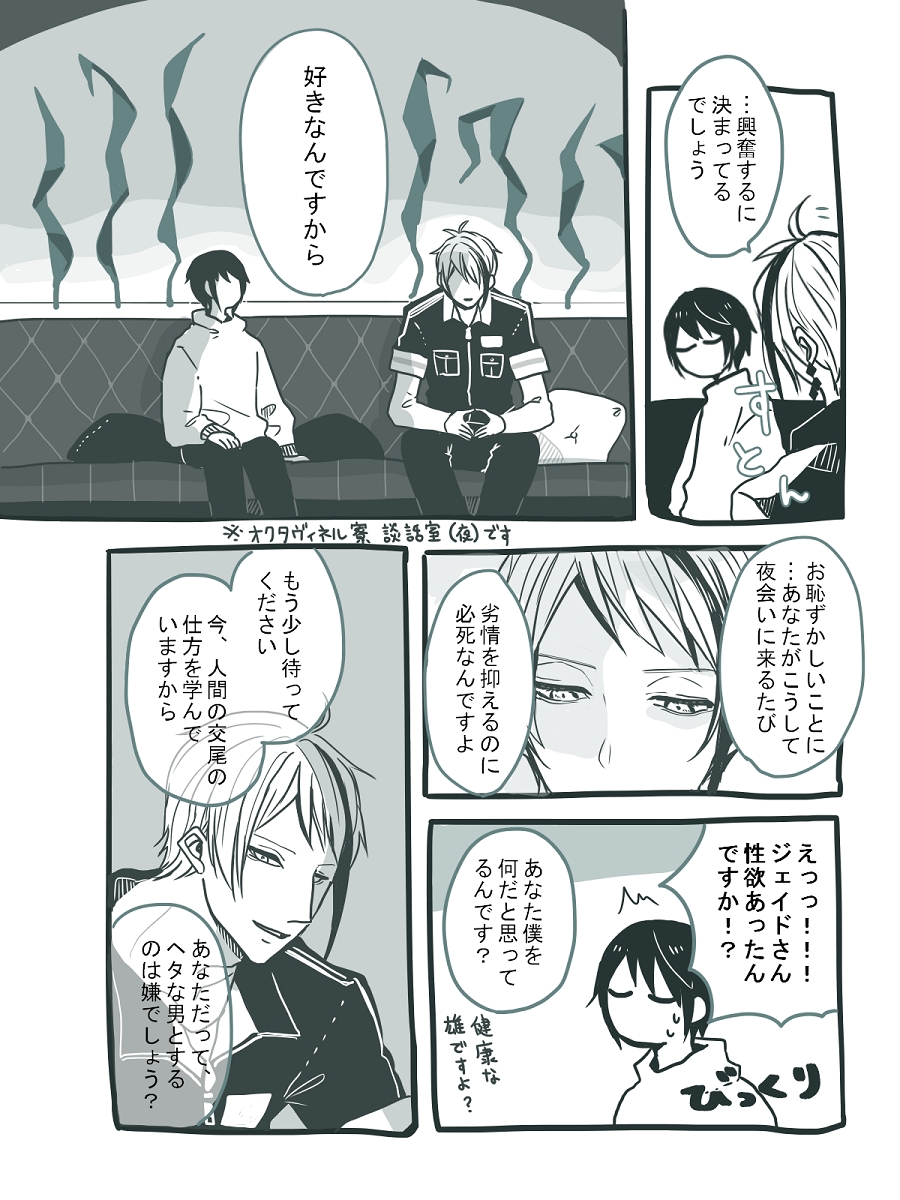 …興奮するに
決まってる
でしょう
すとん
好きなんですから
※オクタヴィネル寮 談話室(夜)です
お恥ずかしいことに
…あなたがこうして
夜会いに来るたび
劣情を抑えるのに
必死なんですよ
えっっ!!!
ジェイドさん
性欲あったん
ですか!?
びっくり
あなた僕を
何だと思って
るんです?
健康な
雄ですよ?
もう少し待って
ください
今、人間の交尾の
仕方を学んで
いますから
あなただって、
ヘタな男とする
のは嫌でしょう?